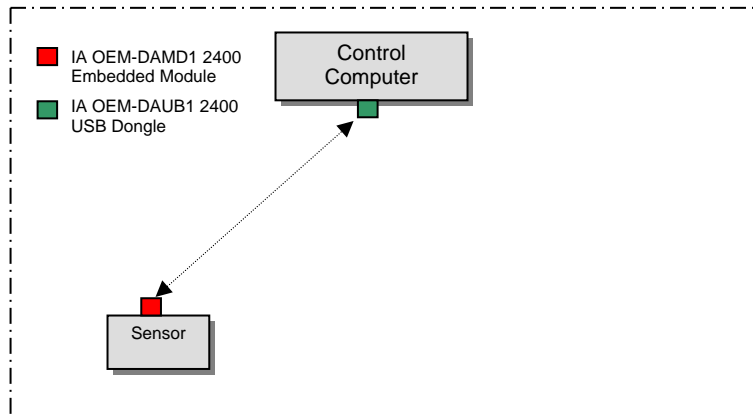 IA OEM-DAMD1 2400
Embedded Module
IA OEM-DAUB1 2400
USB Dongle
Control
Computer
Sensor